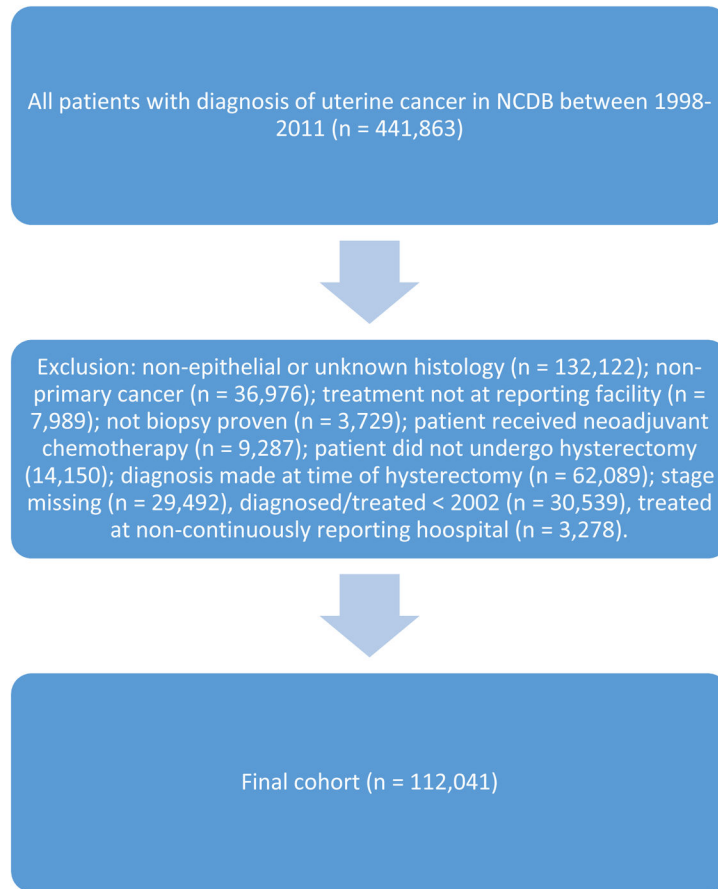 All patients with diagnosis of uterine cancer in NCDB between 1998-
2011 (n = 441,863)
Exclusion: non-epithelial or unknown histology (n = 132,122); non-
primary cancer (n = 36,976); treatment not at reporting facility (n =
7,989); not biopsy proven (n = 3,729); patient received neoadjuvant
chemotherapy (n = 9,287); patient did not undergo hysterectomy
(14,150); diagnosis made at time of hysterectomy (n = 62,089); stage
missing (n = 29,492), diagnosed/treated < 2002 (n = 30,539), treated
at non-continuously reporting hoospital (n = 3,278).
Final cohort (n = 112,041)